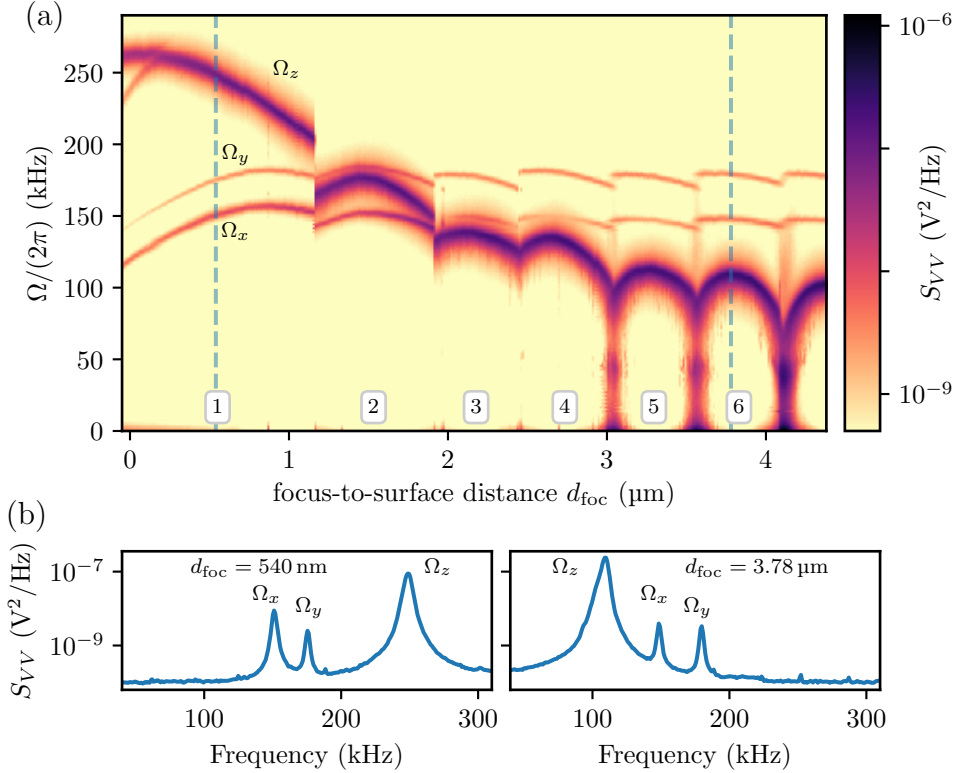 (a)
Ω/(2π) (kHz)
250
200
150
100
50
0
Ω_z
Ω_y
Ω_x
1
2
3
4
5
6
0
1
2
3
4
focus-to-surface distance d_foc (µm)
10⁻⁶
10⁻⁹
S_VV (V²/Hz)
(b)
S_VV (V²/Hz)
10⁻⁷
10⁻⁹
d_foc = 540 nm
Ω_x
Ω_y
Ω_z
100
200
300
Frequency (kHz)
d_foc = 3.78 µm
Ω_z
Ω_x
Ω_y
100
200
300
Frequency (kHz)